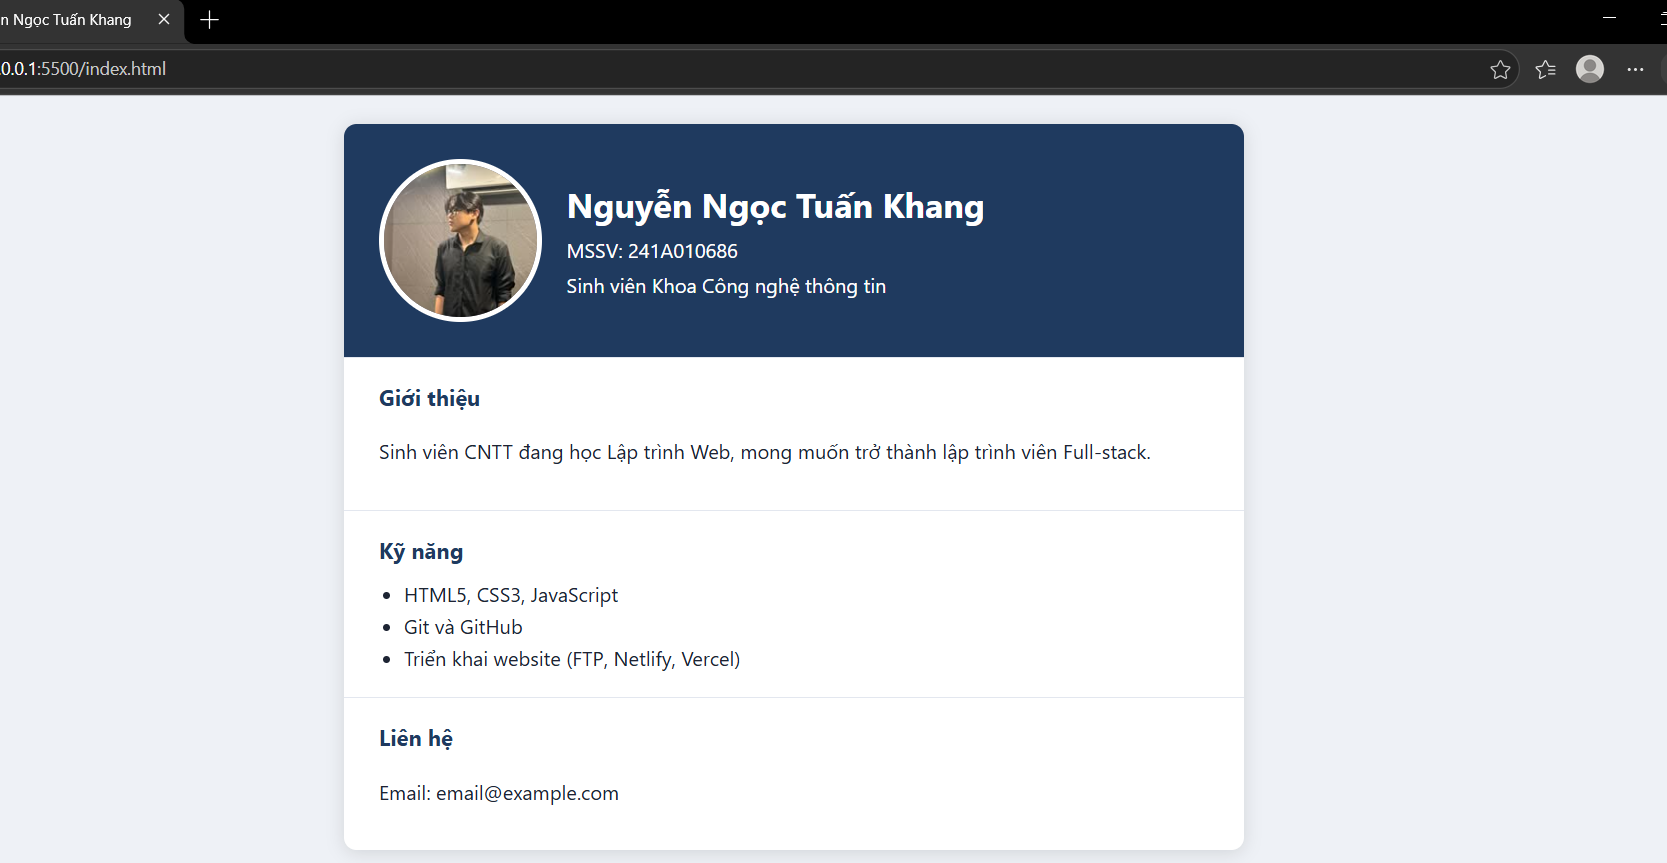 n Ngọc Tuấn Khang
.0.0.1:5500/index.html
Nguyễn Ngọc Tuấn Khang
MSSV: 241A010686
Sinh viên Khoa Công nghệ thông tin
Giới thiệu
Sinh viên CNTT đang học Lập trình Web, mong muốn trở thành lập trình viên Full-stack.
Kỹ năng
HTML5, CSS3, JavaScript
Git và GitHub
Triển khai website (FTP, Netlify, Vercel)
Liên hệ
Email: email@example.com